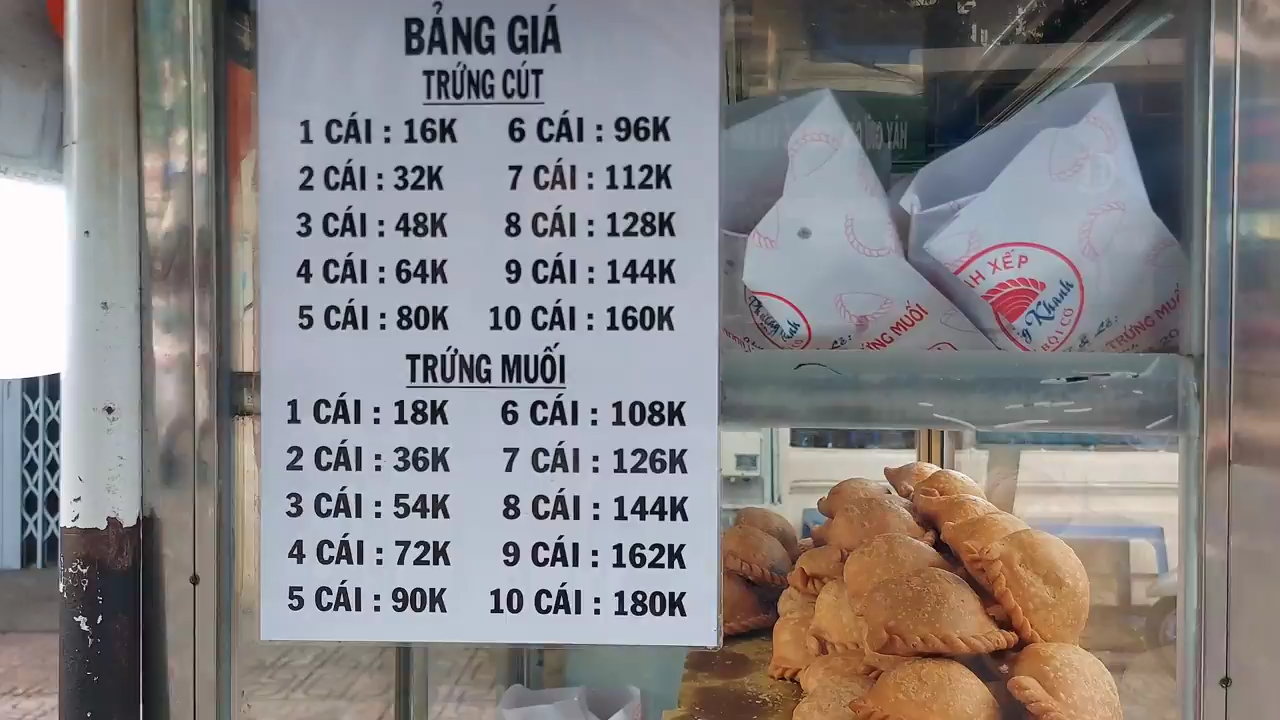 BẢNG GIÁ
TRỨNG CÚT
1 CÁI : 16K 6 CÁI : 96K
2 CÁI : 32K 7 CÁI : 112K
3 CÁI : 48K 8 CÁI : 128K
4 CÁI : 64K 9 CÁI : 144K
5 CÁI : 80K 10 CÁI : 160K
TRỨNG MUỐI
1 CÁI : 18K 6 CÁI : 108K
2 CÁI : 36K 7 CÁI : 126K
3 CÁI : 54K 8 CÁI : 144K
4 CÁI : 72K 9 CÁI : 162K
5 CÁI : 90K 10 CÁI : 180K
XẾP
Khanh
& Lẻ:
TRỨNG MUỐI